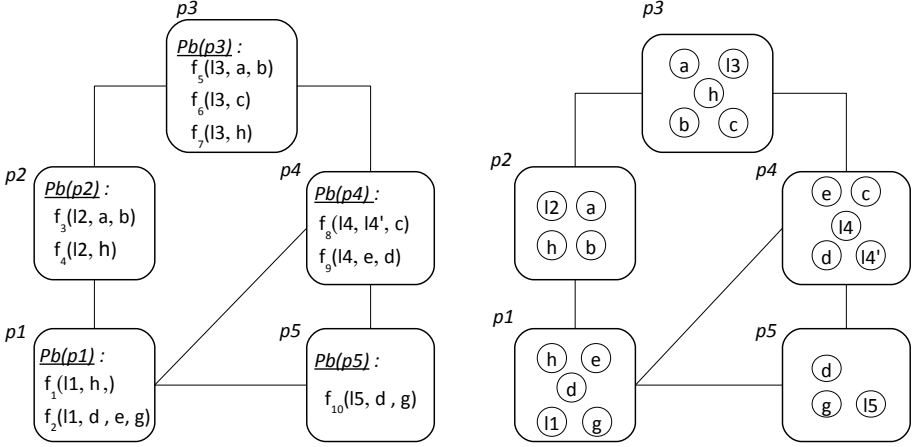 p3
Pb(p3) :
f5(l3, a, b)
f6(l3, c)
f7(l3, h)
p2
Pb(p2) :
f3(l2, a, b)
f4(l2, h)
p4
Pb(p4) :
f8(l4, l4', c)
f9(l4, e, d)
p1
Pb(p1) :
f1(l1, h ,)
f2(l1, d , e, g)
p5
Pb(p5) :
f10(l5, d , g)
p3
a l3
h
b c
p2
l2 a
h b
p4
e c
l4
d l4'
p1
h e
d
l1 g
p5
d
g l5